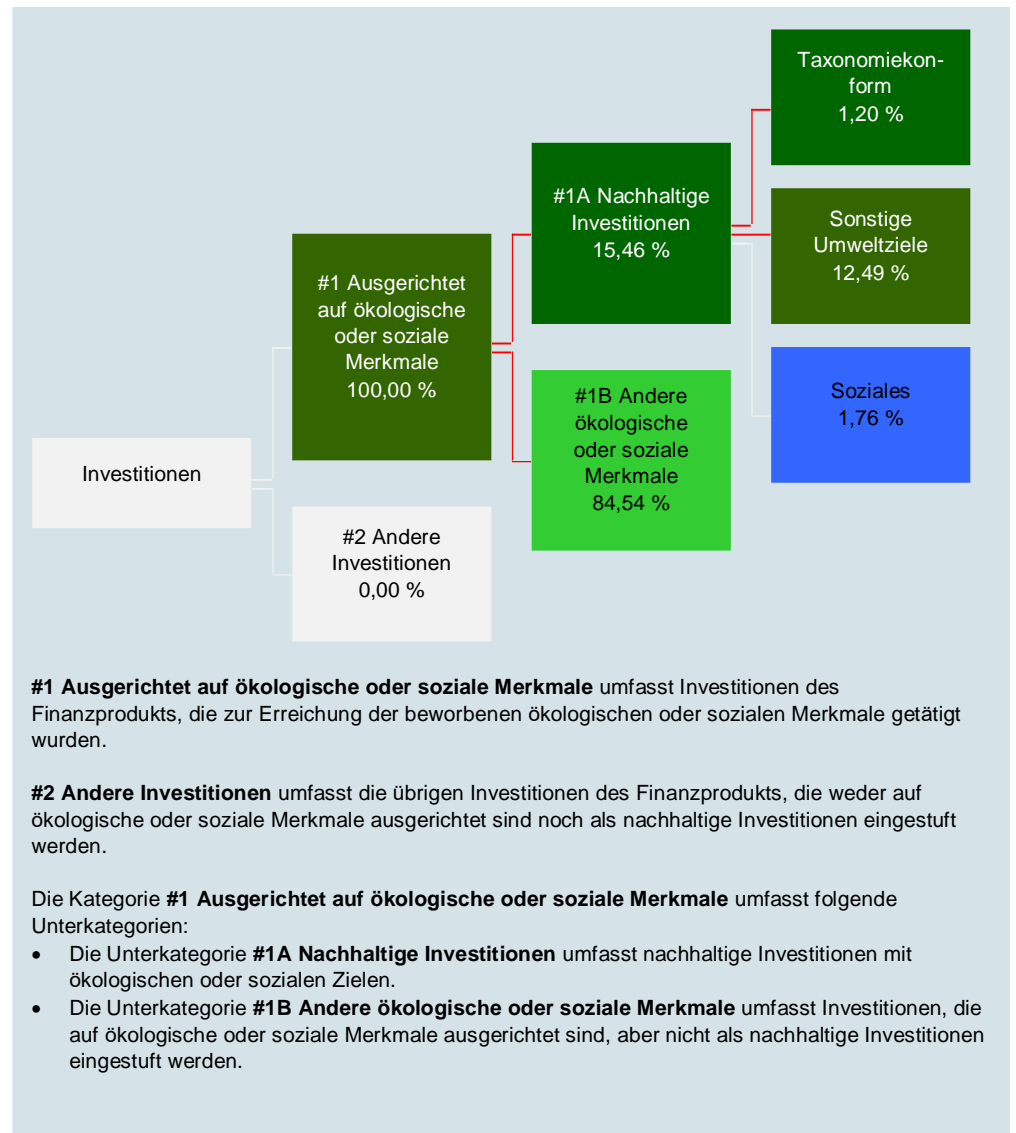 Taxonomiekon-
form
1,20 %
#1A Nachhaltige
Investitionen
15,46 %
Sonstige
Umweltziele
12,49 %
#1 Ausgerichtet
auf ökologische
oder soziale
Merkmale
100,00 %
#1B Andere
ökologische
oder soziale
Merkmale
84,54 %
Soziales
1,76 %
Investitionen
#2 Andere
Investitionen
0,00 %
#1 Ausgerichtet auf ökologische oder soziale Merkmale umfasst Investitionen des
Finanzprodukts, die zur Erreichung der beworbenen ökologischen oder sozialen Merkmale getätigt
wurden.
#2 Andere Investitionen umfasst die übrigen Investitionen des Finanzprodukts, die weder auf
ökologische oder soziale Merkmale ausgerichtet sind noch als nachhaltige Investitionen eingestuft
werden.
Die Kategorie #1 Ausgerichtet auf ökologische oder soziale Merkmale umfasst folgende
Unterkategorien:
• Die Unterkategorie #1A Nachhaltige Investitionen umfasst nachhaltige Investitionen mit
ökologischen oder sozialen Zielen.
• Die Unterkategorie #1B Andere ökologische oder soziale Merkmale umfasst Investitionen, die
auf ökologische oder soziale Merkmale ausgerichtet sind, aber nicht als nachhaltige Investitionen
eingestuft werden.